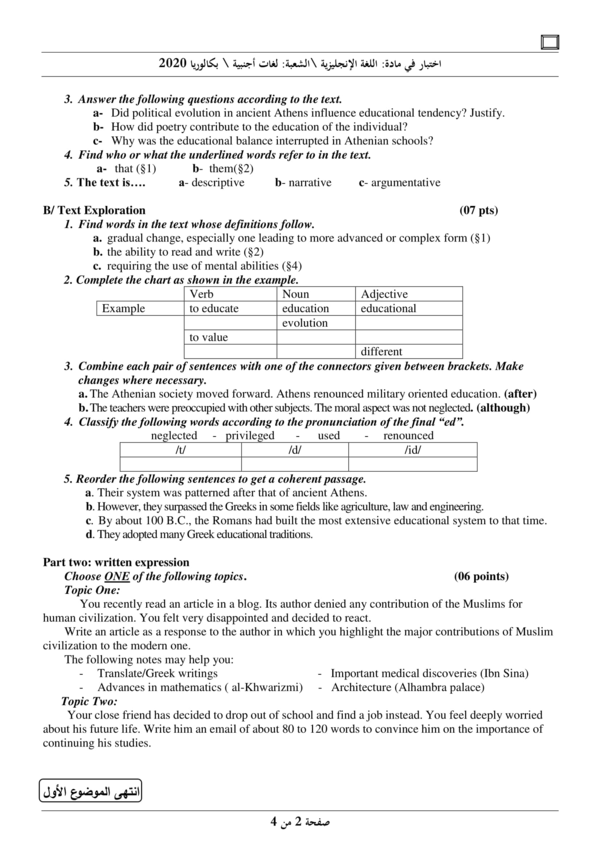 اختبار في مادة: اللغة الإنجليزية \الشعبة: لغات أجنبية \ بكالوريا 2020
3. Answer the following questions according to the text.
a- Did political evolution in ancient Athens influence educational tendency? Justify.
b- How did poetry contribute to the education of the individual?
c- Why was the educational balance interrupted in Athenian schools?
4. Find who or what the underlined words refer to in the text.
a- that (§1) b- them(§2)
5. The text is…. a- descriptive b- narrative c- argumentative
B/ Text Exploration (07 pts)
1. Find words in the text whose definitions follow.
a. gradual change, especially one leading to more advanced or complex form (§1)
b. the ability to read and write (§2)
c. requiring the use of mental abilities (§4)
2. Complete the chart as shown in the example.
Verb Noun Adjective
Example to educate education educational
evolution
to value
different
3. Combine each pair of sentences with one of the connectors given between brackets. Make
changes where necessary.
a. The Athenian society moved forward. Athens renounced military oriented education. (after)
b. The teachers were preoccupied with other subjects. The moral aspect was not neglected. (although)
4. Classify the following words according to the pronunciation of the final “ed”.
neglected - privileged - used - renounced
/t/ /d/ /id/
5. Reorder the following sentences to get a coherent passage.
a. Their system was patterned after that of ancient Athens.
b. However, they surpassed the Greeks in some fields like agriculture, law and engineering.
c. By about 100 B.C., the Romans had built the most extensive educational system to that time.
d. They adopted many Greek educational traditions.
Part two: written expression
Choose ONE of the following topics. (06 points)
Topic One:
You recently read an article in a blog. Its author denied any contribution of the Muslims for
human civilization. You felt very disappointed and decided to react.
Write an article as a response to the author in which you highlight the major contributions of Muslim
civilization to the modern one.
The following notes may help you:
- Translate/Greek writings - Important medical discoveries (Ibn Sina)
- Advances in mathematics ( al-Khwarizmi) - Architecture (Alhambra palace)
Topic Two:
Your close friend has decided to drop out of school and find a job instead. You feel deeply worried
about his future life. Write him an email of about 80 to 120 words to convince him on the importance of
continuing his studies.
انتهى الموضوع الأول
صفحة 2 من 4